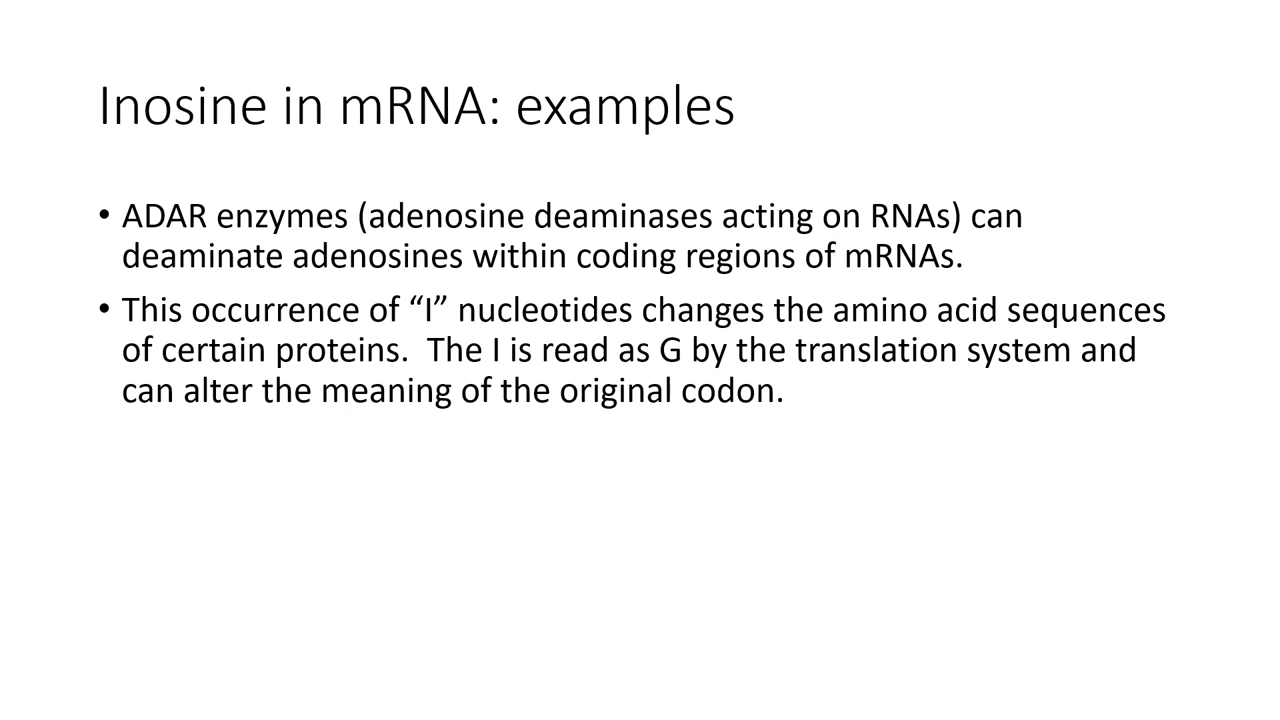 Inosine in mRNA: examples
• ADAR enzymes (adenosine deaminases acting on RNAs) can
deaminate adenosines within coding regions of mRNAs.
• This occurrence of “I” nucleotides changes the amino acid sequences
of certain proteins.  The I is read as G by the translation system and
can alter the meaning of the original codon.